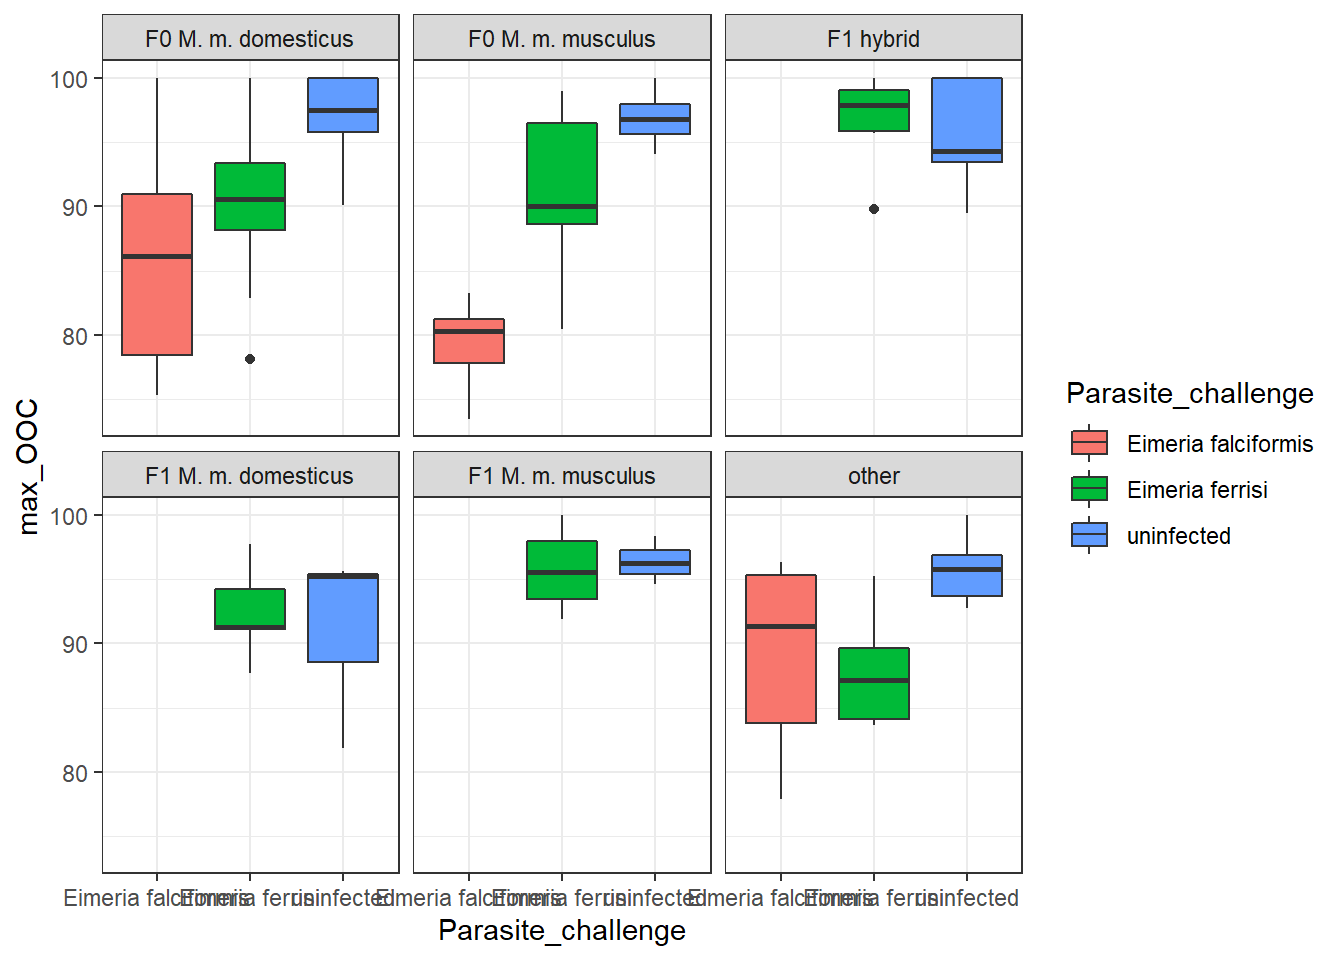 F0 M. m. domesticus
F0 M. m. musculus
F1 hybrid
100
90
80
F1 M. m. domesticus
F1 M. m. musculus
other
100
90
80
max_OOC
Eimeria falciformis Eimeria ferrisi uninfected Eimeria falciformis Eimeria ferrisi uninfected Eimeria falciformis Eimeria ferrisi uninfected
Parasite_challenge
Parasite_challenge
Eimeria falciformis
Eimeria ferrisi
uninfected